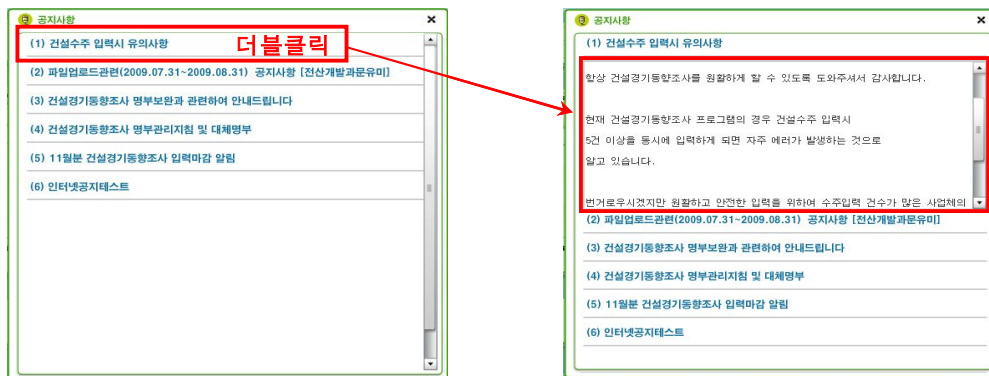 공지사항
(1) 건설수주 입력시 유의사항
더블클릭
(2) 파일업로드관련(2009.07.31~2009.08.31) 공지사항 [전산개발과문유미]
(3) 건설경기동향조사 명부보완과 관련하여 안내드립니다
(4) 건설경기동향조사 명부관리지침 및 대체명부
(5) 11월분 건설경기동향조사 입력마감 알림
(6) 인터넷공지테스트
공지사항
(1) 건설수주 입력시 유의사항
항상 건설경기동향조사를 원활하게 할 수 있도록 도와주셔서 감사합니다.
현재 건설경기동향조사 프로그램의 경우 건설수주 입력시
5건 이상을 동시에 입력하게 되면 자주 에러가 발생하는 것으로
알고 있습니다.
번거로우시겠지만 원활하고 안전한 입력을 위하여 수주입력 건수가 많은 사업체의
(2) 파일업로드관련(2009.07.31~2009.08.31) 공지사항 [전산개발과문유미]
(3) 건설경기동향조사 명부보완과 관련하여 안내드립니다
(4) 건설경기동향조사 명부관리지침 및 대체명부
(5) 11월분 건설경기동향조사 입력마감 알림
(6) 인터넷공지테스트